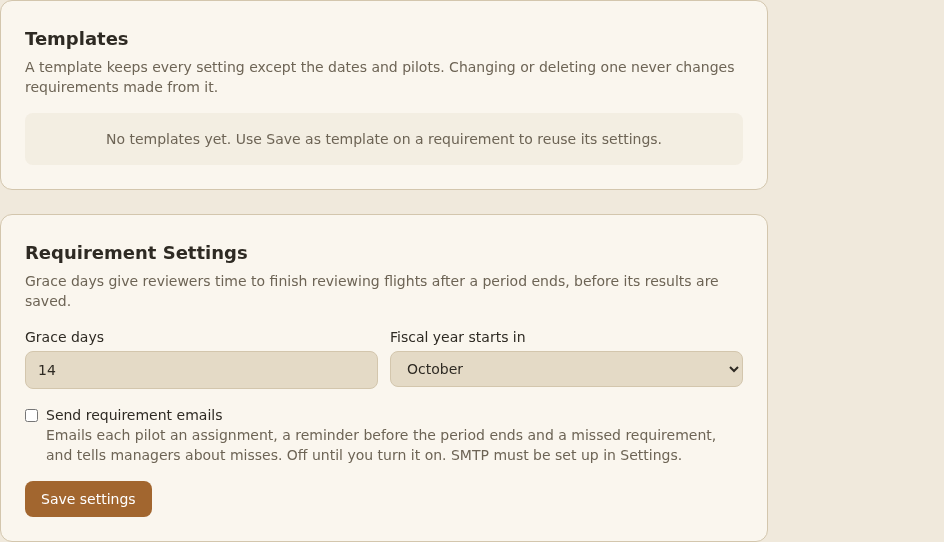 Templates
A template keeps every setting except the dates and pilots. Changing or deleting one never changes
requirements made from it.
No templates yet. Use Save as template on a requirement to reuse its settings.
Requirement Settings
Grace days give reviewers time to finish reviewing flights after a period ends, before its results are
saved.
Grace days
Fiscal year starts in
14
October
Send requirement emails
Emails each pilot an assignment, a reminder before the period ends and a missed requirement,
and tells managers about misses. Off until you turn it on. SMTP must be set up in Settings.
Save settings